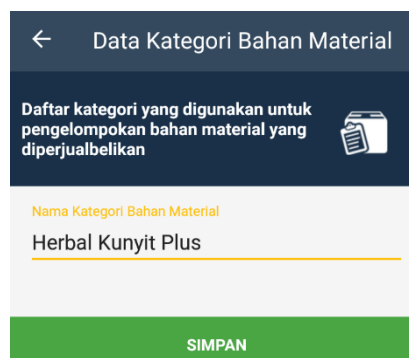 Data Kategori Bahan Material
Daftar kategori yang digunakan untuk
pengelompokan bahan material yang
diperjualbelikan
Nama Kategori Bahan Material
Herbal Kunyit Plus
SIMPAN